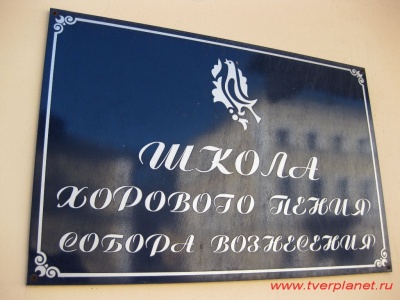 ШКОЛА
ХОРОВОГО ПЕНИЯ
СОБОРА ВОЗНЕСЕНИЯ
www.tverplanet.ru